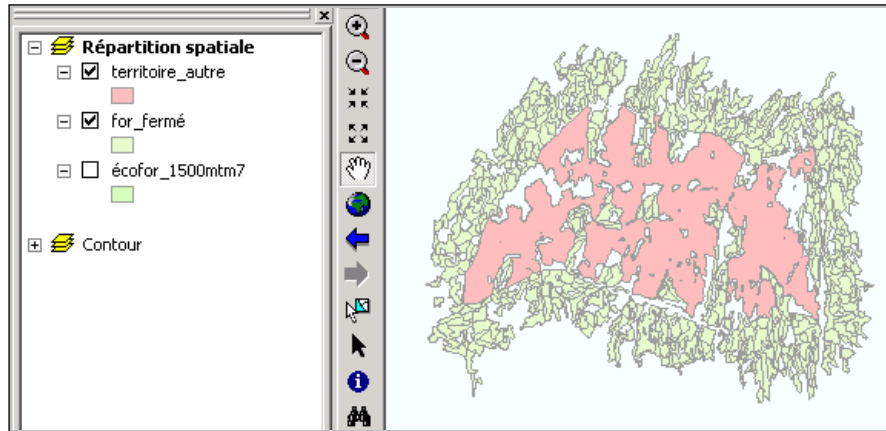 Répartition spatiale
territoire_autre
for_fermé
écofor_1500mtm7
Contour